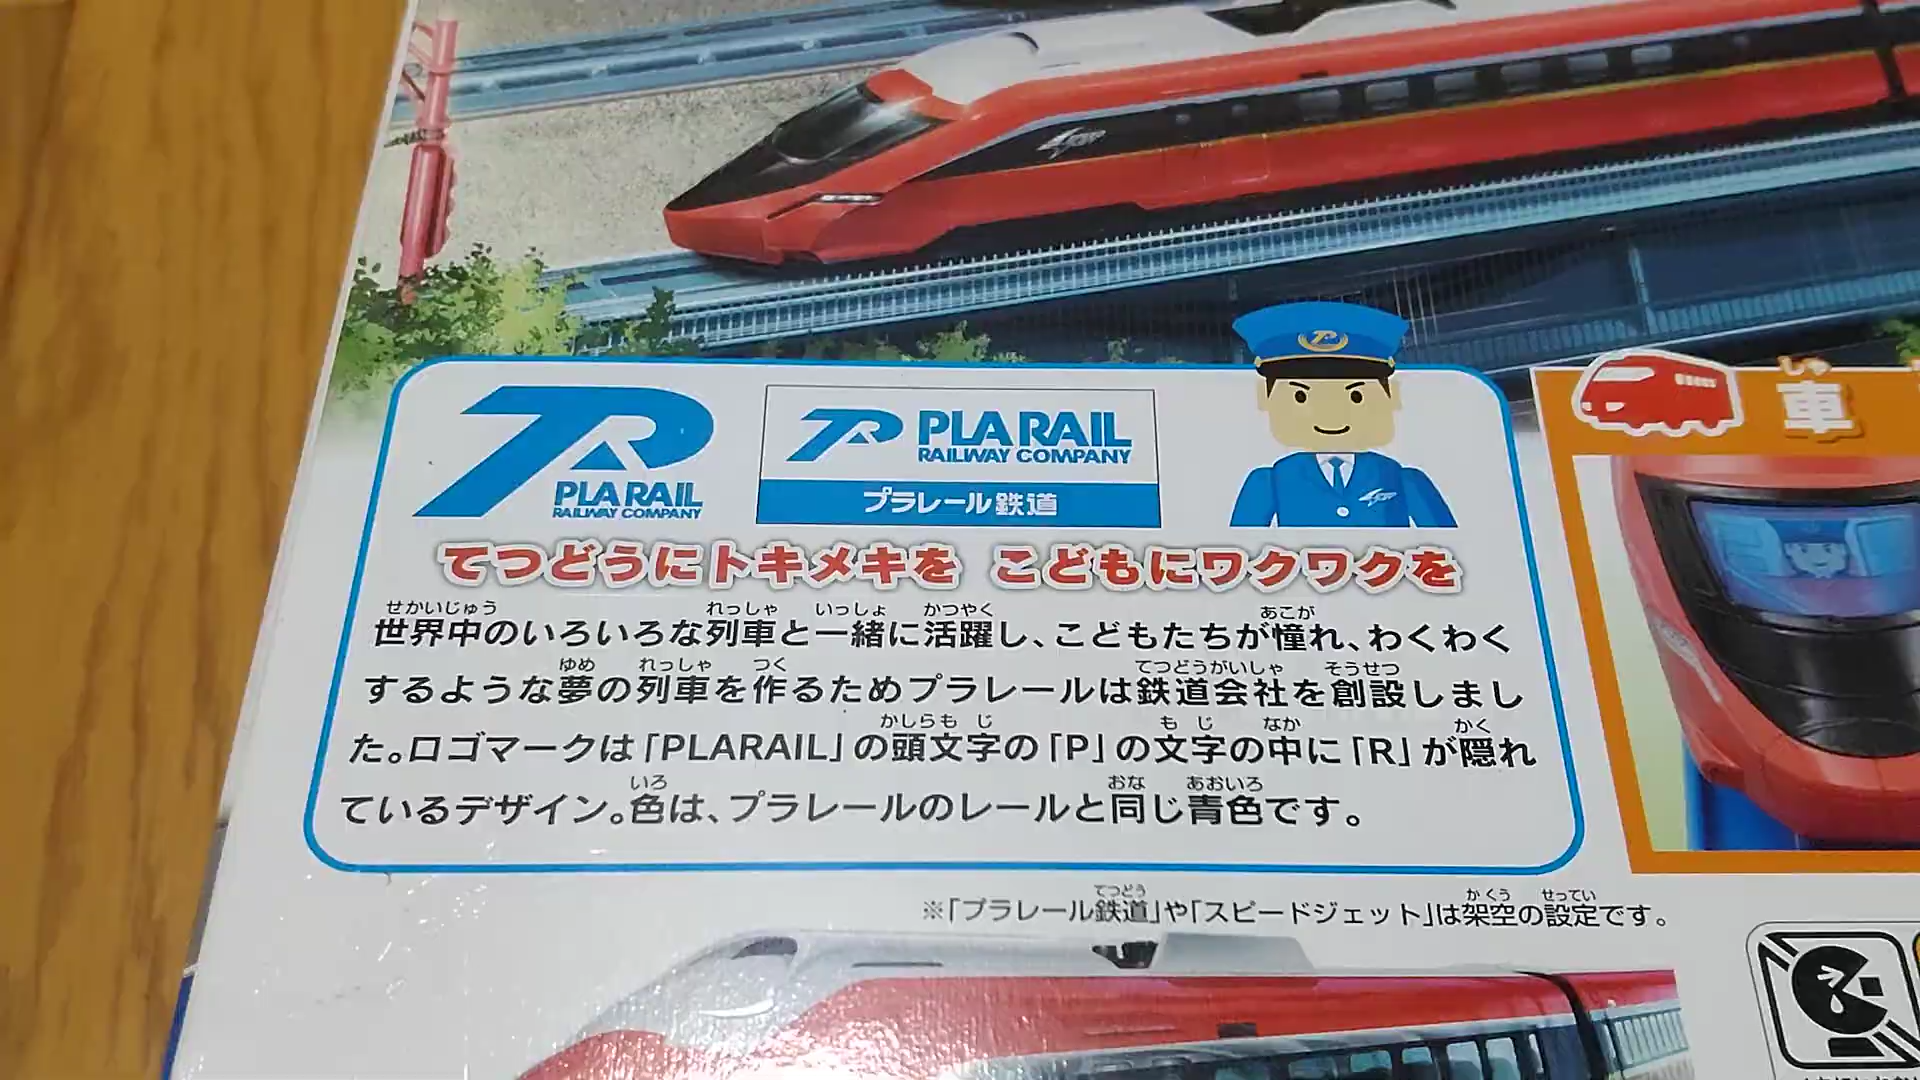 PLARAIL
RAILWAY COMPANY
PLARAIL
RAILWAY COMPANY
プラレール鉄道
てつどうにトキメキを こどもにワクワクを
せかいじゅう れっしゃ いっしょ かつやく あこが
世界中のいろいろな列車と一緒に活躍し、こどもたちが憧れ、わくわく
ゆめ れっしゃ つく てつどうがいしゃ そうせつ
するような夢の列車を作るためプラレールは鉄道会社を創設しまし
かしらもじ もじ なか かく
た。ロゴマークは「PLARAIL」の頭文字の「P」の文字の中に「R」が隠れ
いろ おな あおいろ
ているデザイン。色は、プラレールのレールと同じ青色です。
てつどう かくう せってい
※「プラレール鉄道」や「スピードジェット」は架空の設定です。
しゃ
車